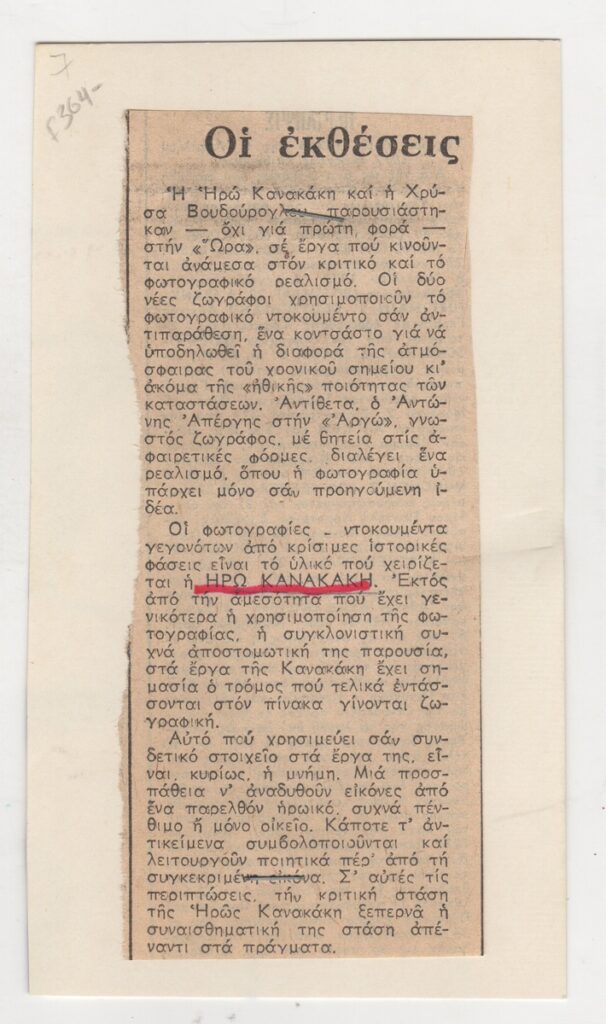 7
f 364-
Οἱ ἐκθέσεις
Ἡ Ἡρώ Κανακάκη καί ἡ Χρύ-
σα Βουδούρογλου παρουσιάστη-
καν — ὄχι γιά πρώτη φορά —
στήν «Ὥρα», σέ ἔργα πού κινοῦν-
ται ἀνάμεσα στόν κριτικό καί τό
φωτογραφικό ρεαλισμό. Οἱ δύο
νέες ζωγράφοι χρησιμοποιοῦν τό
φωτογραφικό ντοκουμέντο σάν ἀν-
τιπαράθεση, ἕνα κοντσάστο γιά νά
ὑποδηλωθεῖ ἡ διαφορά τῆς ἀτμό-
σφαιρας τοῦ χρονικοῦ σημείου κι'
ἀκόμα τῆς «ἠθικῆς» ποιότητας τῶν
καταστάσεων. Ἀντίθετα, ὁ Ἀντώ-
νης Ἀπέργης στήν «Ἀργώ», γνω-
στός ζωγράφος, μέ θητεία στίς ἀ-
φαιρετικές φόρμες, διαλέγει ἕνα
ρεαλισμό, ὅπου ἡ φωτογραφία ὑ-
πάρχει μόνο σάν προηγούμενη ἰ-
δέα.
Οἱ φωτογραφίες - ντοκουμέντα
γεγονότων ἀπό κρίσιμες ἱστορικές
φάσεις εἶναι τό ὑλικό πού χειρίζε-
ται ἡ ΗΡΩ ΚΑΝΑΚΑΚΗ. Ἐκτός
ἀπό τήν ἀμεσότητα πού ἔχει γε-
νικότερα ἡ χρησιμοποίηση τῆς φω-
τογραφίας, ἡ συγκλονιστική συ-
χνά ἀποστομωτική της παρουσία,
στά ἔργα τῆς Κανακάκη ἔχει ση-
μασία ὁ τρόμος πού τελικά ἐντάσ-
σονται στόν πίνακα γίνονται ζω-
γραφική.
Αὐτό πού χρησιμεύει σάν συν-
δετικό στοιχεῖο στά ἔργα της, εἶ-
ναι, κυρίως, ἡ μνήμη. Μιά προσ-
πάθεια ν' ἀναδυθοῦν εἰκόνες ἀπό
ἕνα παρελθόν ἡρωικό, συχνά πέν-
θιμο ἤ μόνο οἰκεῖο. Κάποτε τ' ἀν-
τικείμενα συμβολοποιοῦνται καί
λειτουργοῦν ποιητικά πέρ' ἀπό τή
συγκεκριμένη εἰκόνα. Σ' αὐτές τίς
περιπτώσεις, τήν κριτική στάση
τῆς Ἡρῶς Κανακάκη ξεπερνᾶ ἡ
συναισθηματική της στάση ἀπέ-
ναντι στά πράγματα.